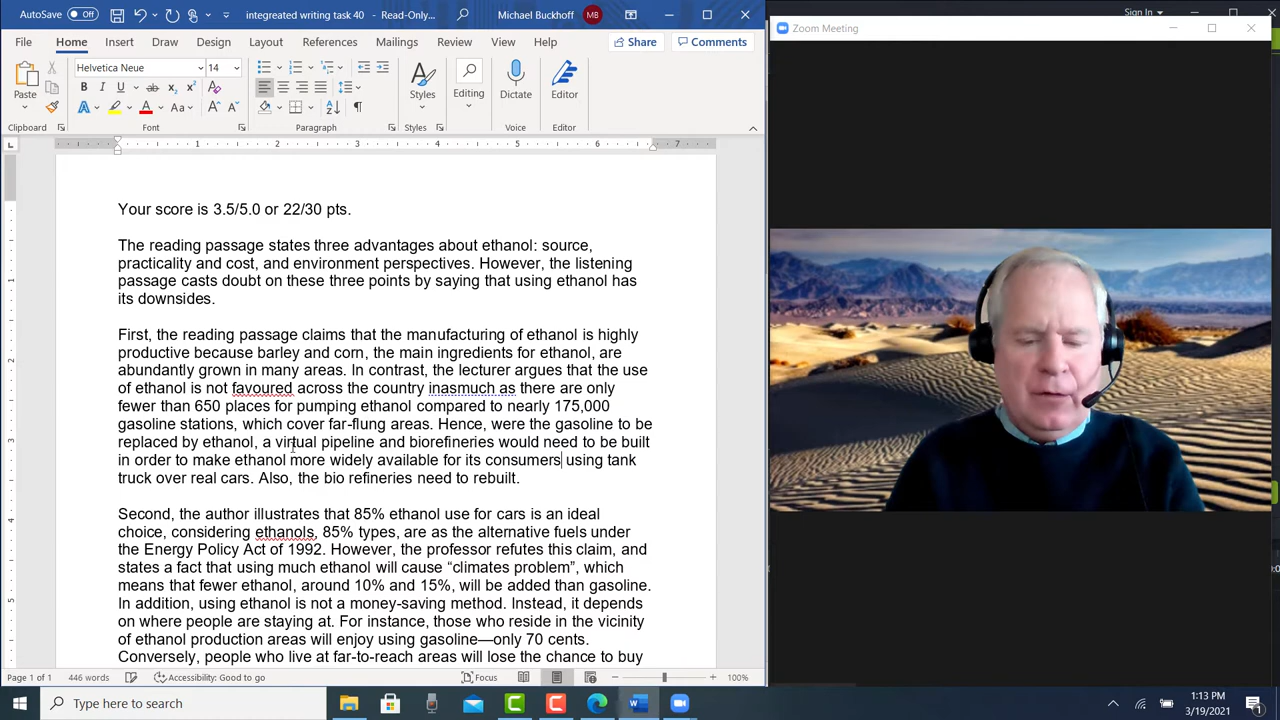 AutoSave Off integreated writing task 40 - Read-Only... Michael Buckhoff MB
Sign In
Zoom Meeting
File Home Insert Draw Design Layout References Mailings Review View Help Share Comments
Helvetica Neue 14
Paste Styles Editing Dictate Editor
Clipboard Font Paragraph Styles Voice Editor
1 2 3 4 5 6 7
Your score is 3.5/5.0 or 22/30 pts.
The reading passage states three advantages about ethanol: source,
practicality and cost, and environment perspectives. However, the listening
passage casts doubt on these three points by saying that using ethanol has
its downsides.
First, the reading passage claims that the manufacturing of ethanol is highly
productive because barley and corn, the main ingredients for ethanol, are
abundantly grown in many areas. In contrast, the lecturer argues that the use
of ethanol is not favoured across the country inasmuch as there are only
fewer than 650 places for pumping ethanol compared to nearly 175,000
gasoline stations, which cover far-flung areas. Hence, were the gasoline to be
replaced by ethanol, a virtual pipeline and biorefineries would need to be built
in order to make ethanol more widely available for its consumers using tank
truck over real cars. Also, the bio refineries need to rebuilt.
Second, the author illustrates that 85% ethanol use for cars is an ideal
choice, considering ethanols, 85% types, are as the alternative fuels under
the Energy Policy Act of 1992. However, the professor refutes this claim, and
states a fact that using much ethanol will cause “climates problem”, which
means that fewer ethanol, around 10% and 15%, will be added than gasoline.
In addition, using ethanol is not a money-saving method. Instead, it depends
on where people are staying at. For instance, those who reside in the vicinity
of ethanol production areas will enjoy using gasoline—only 70 cents.
Conversely, people who live at far-to-reach areas will lose the chance to buy
Page 1 of 1 446 words Accessibility: Good to go Focus 100%
Type here to search
1:13 PM
3/19/2021